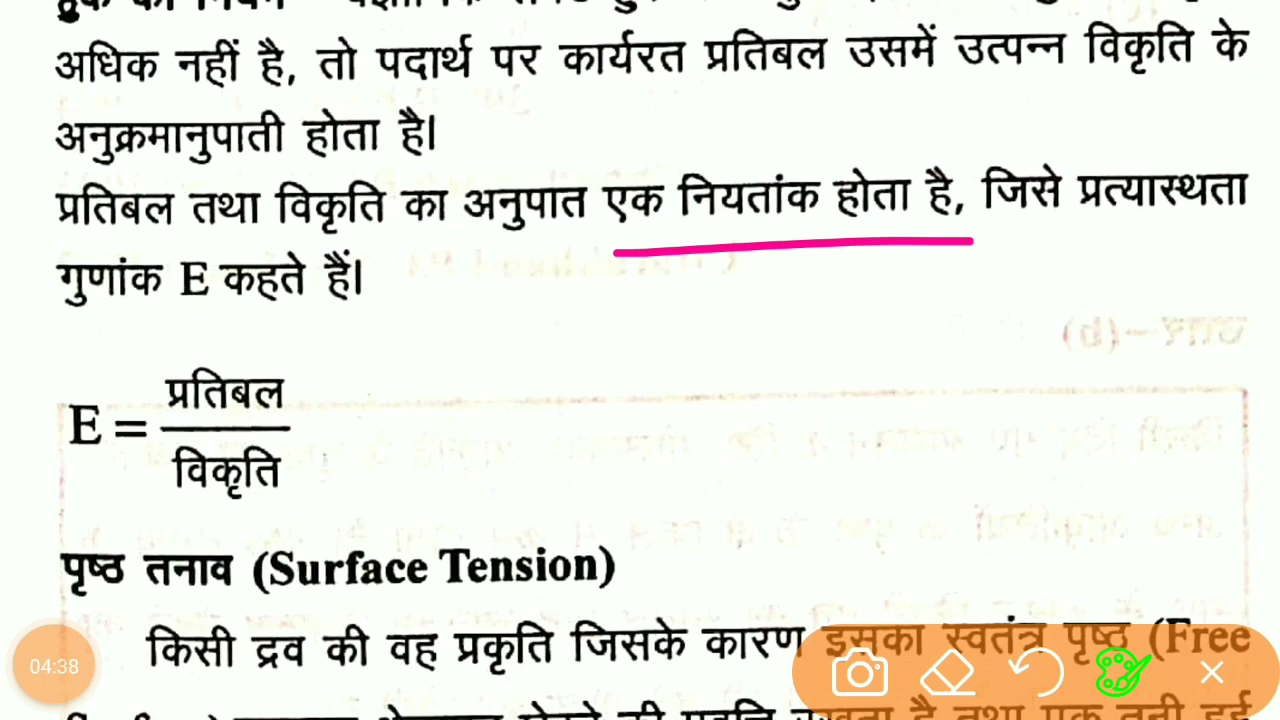 अधिक नहीं है, तो पदार्थ पर कार्यरत प्रतिबल उसमें उत्पन्न विकृति के
अनुक्रमानुपाती होता है।
प्रतिबल तथा विकृति का अनुपात एक नियतांक होता है, जिसे प्रत्यास्थता
गुणांक E कहते हैं।
E = प्रतिबल
विकृति
पृष्ठ तनाव (Surface Tension)
किसी द्रव की वह प्रकृति जिसके कारण इसका स्वतंत्र पृष्ठ (Free
04:38